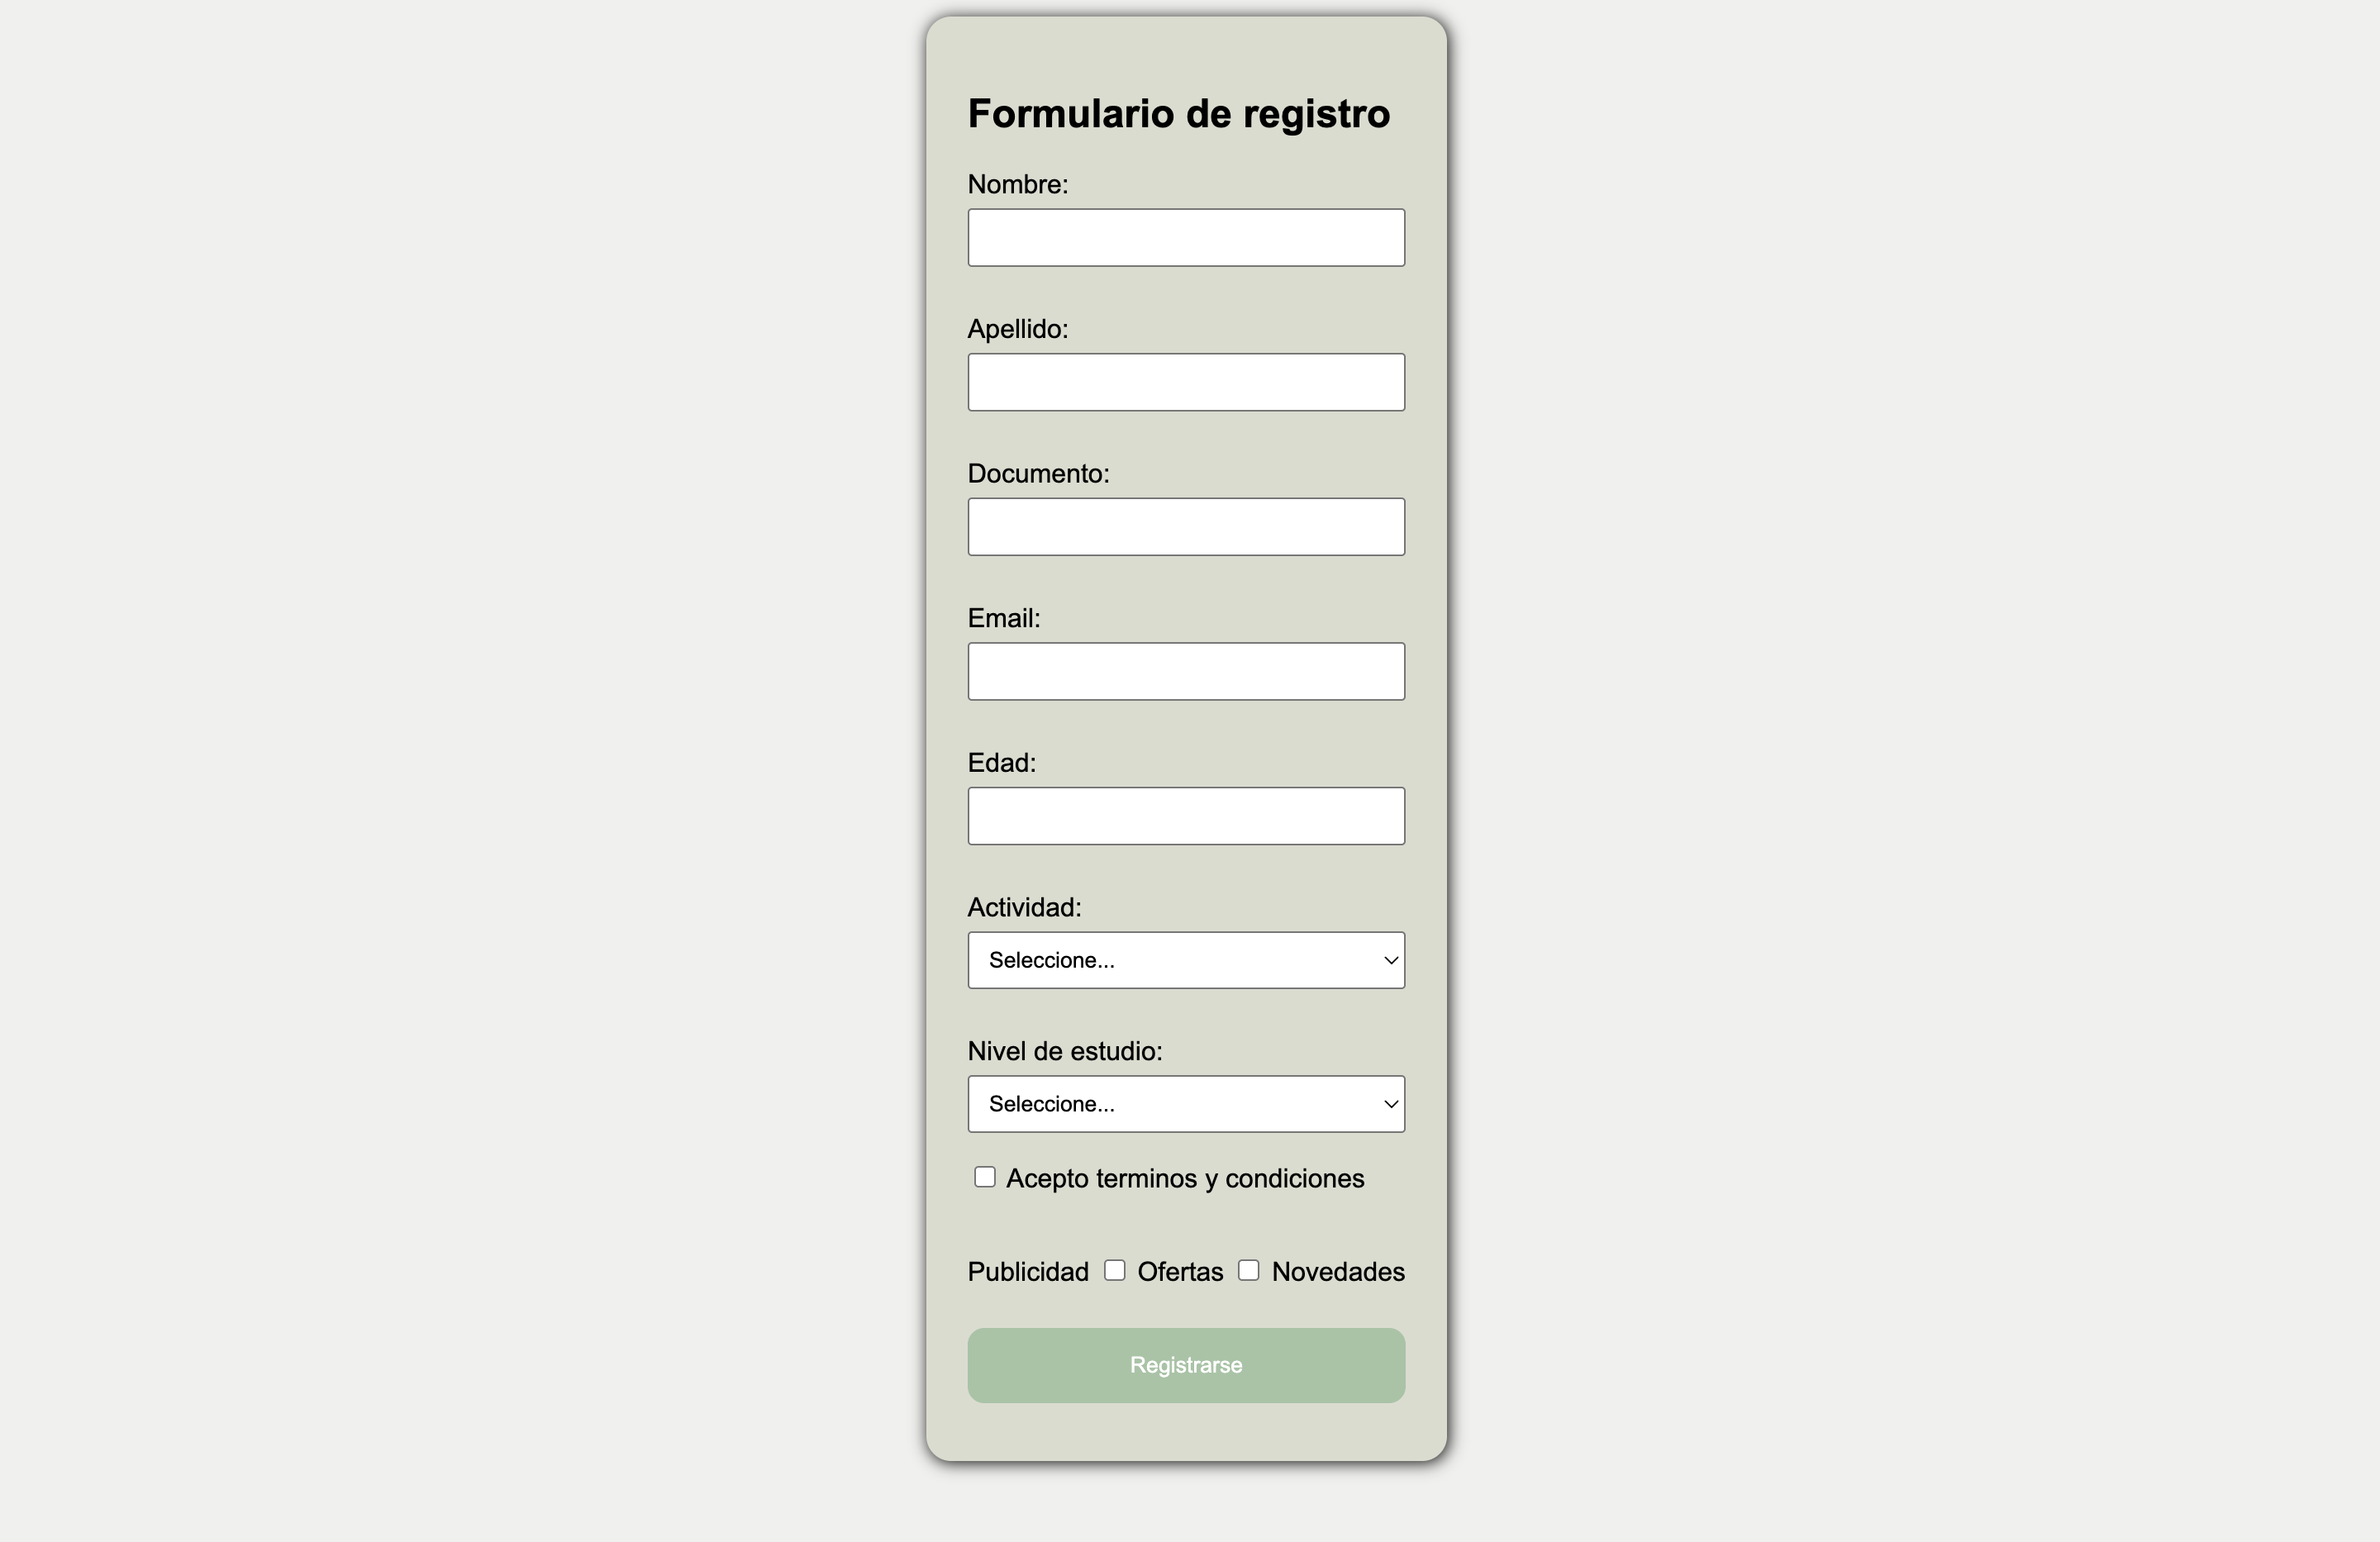 Formulario de registro
Nombre:
Apellido:
Documento:
Email:
Edad:
Actividad:
Seleccione...
Nivel de estudio:
Seleccione...
Acepto terminos y condiciones
Publicidad Ofertas Novedades
Registrarse